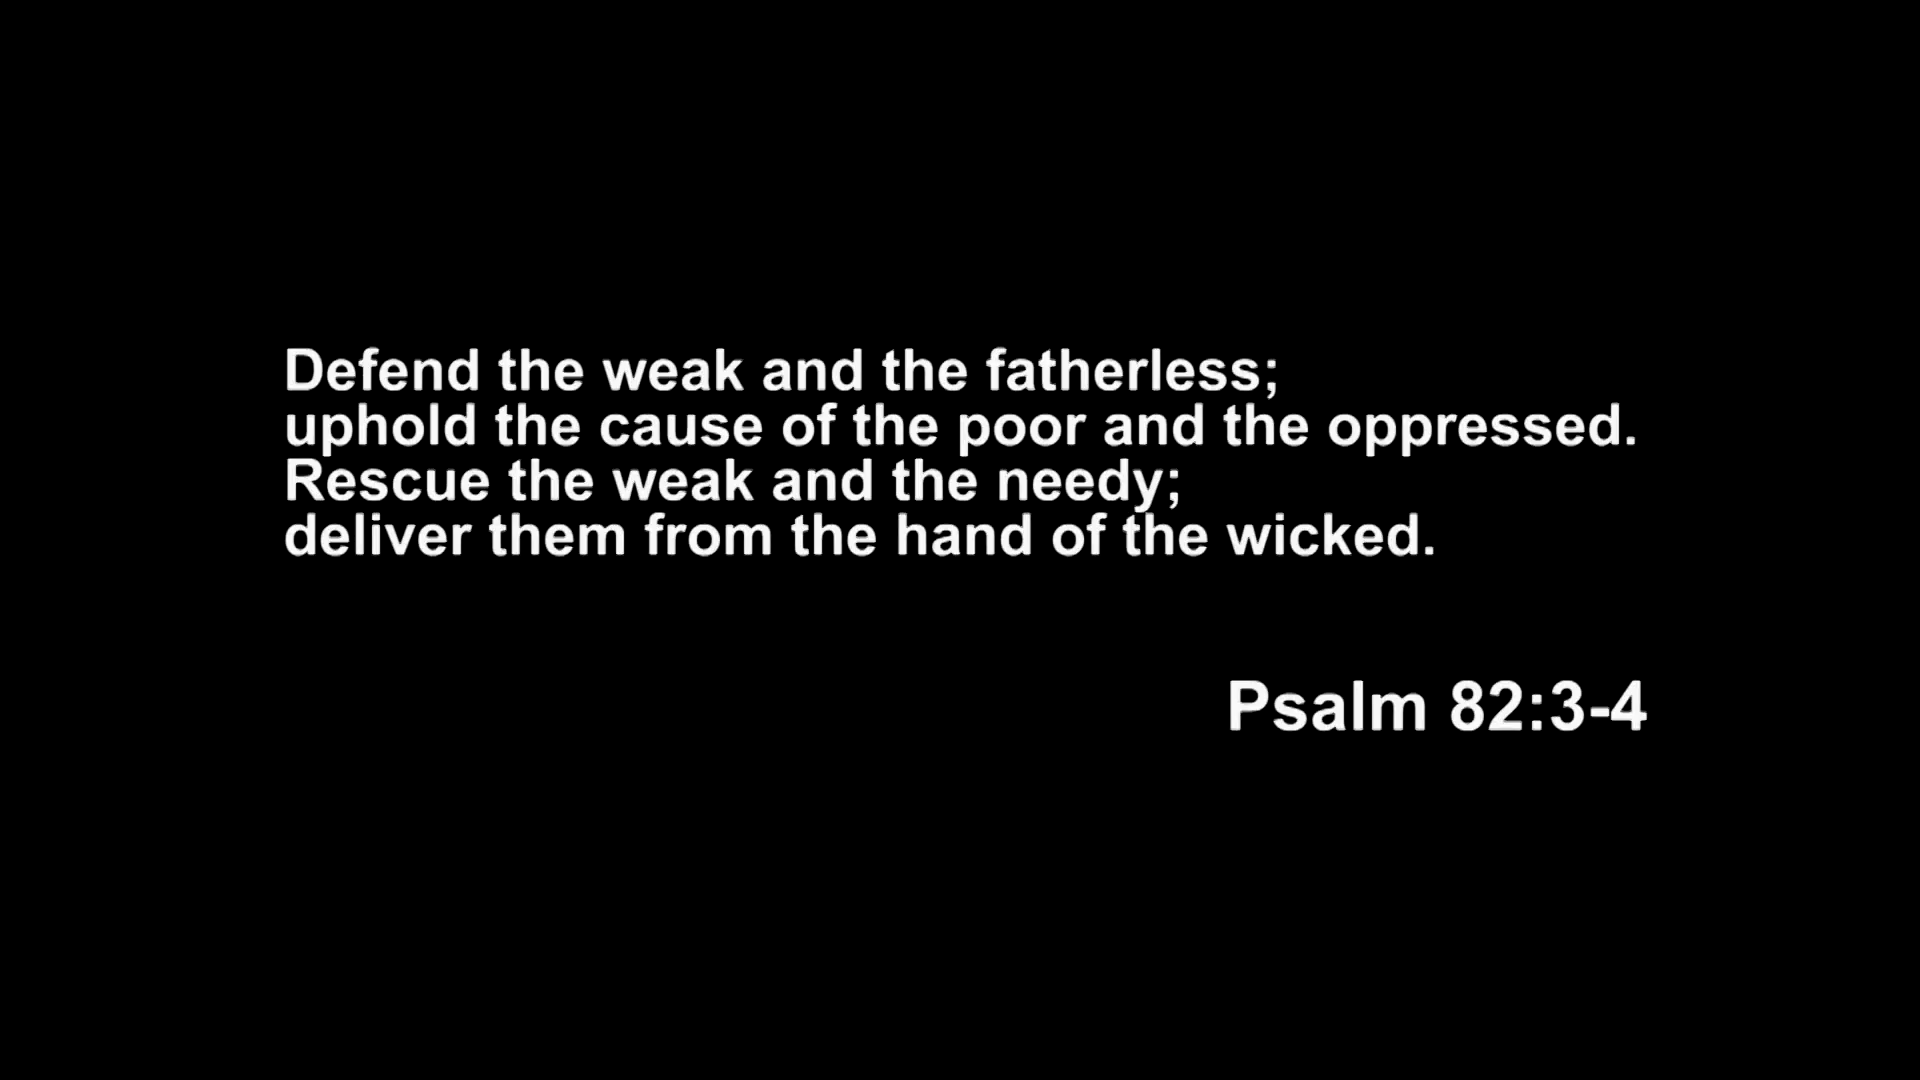 Defend the weak and the fatherless;
uphold the cause of the poor and the oppressed.
Rescue the weak and the needy;
deliver them from the hand of the wicked.
Psalm 82:3-4